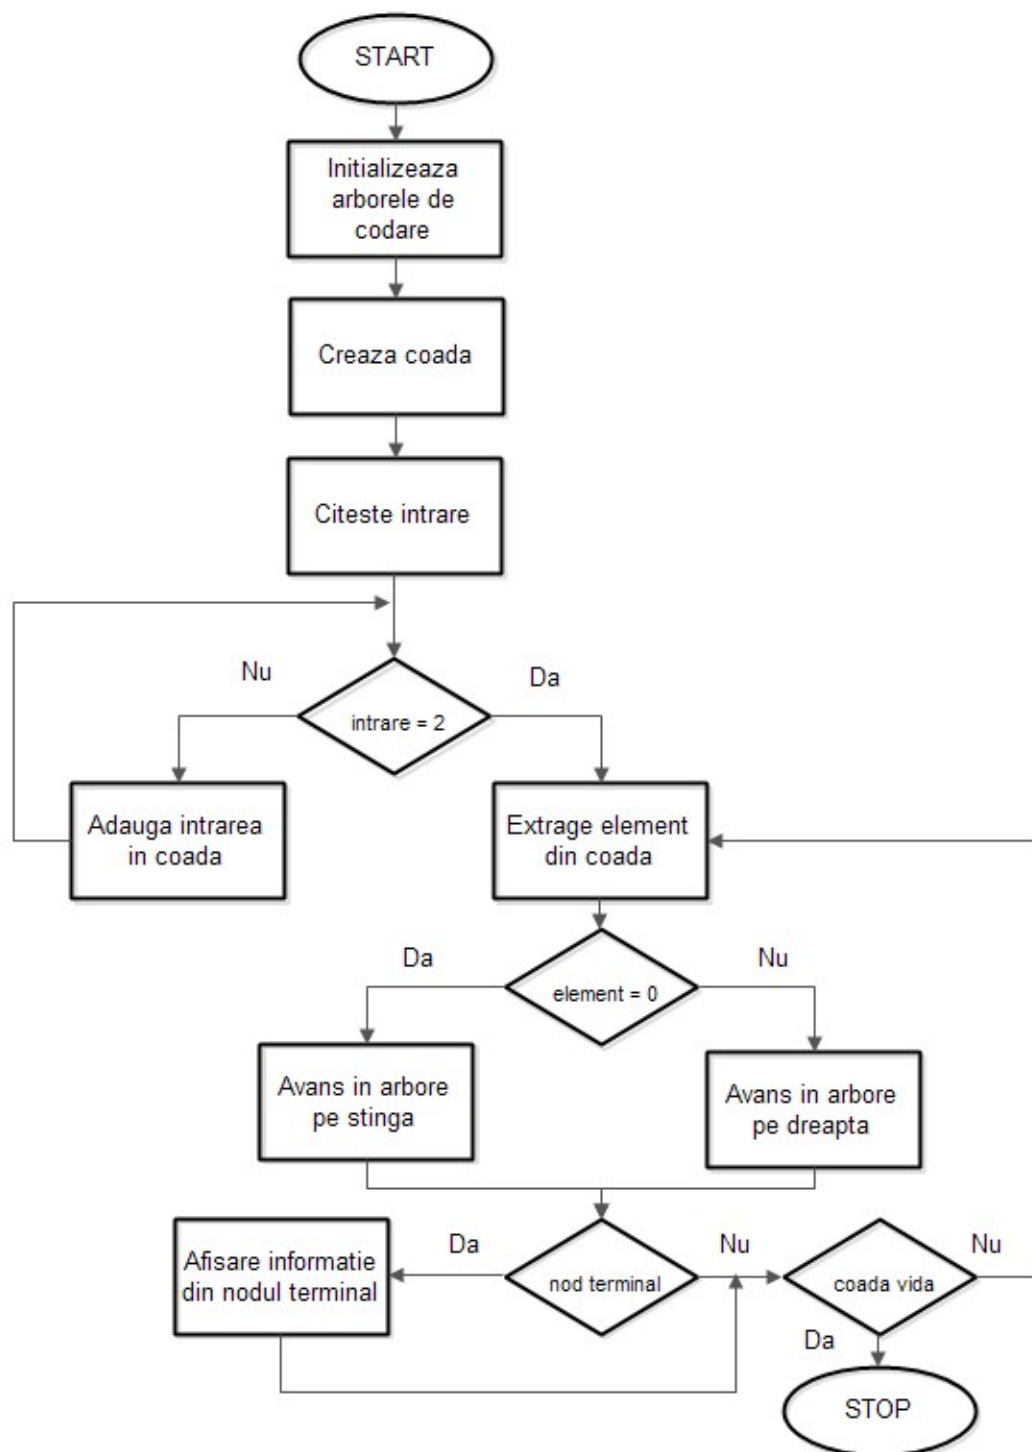 START
Initializeaza
arborele de
codare
Creaza coada
Citeste intrare
Nu
Da
intrare = 2
Adauga intrarea
in coada
Extrage element
din coada
Da
Nu
element = 0
Avans in arbore
pe stinga
Avans in arbore
pe dreapta
Afisare informatie
din nodul terminal
Da
nod terminal
Nu
coada vida
Nu
Da
STOP